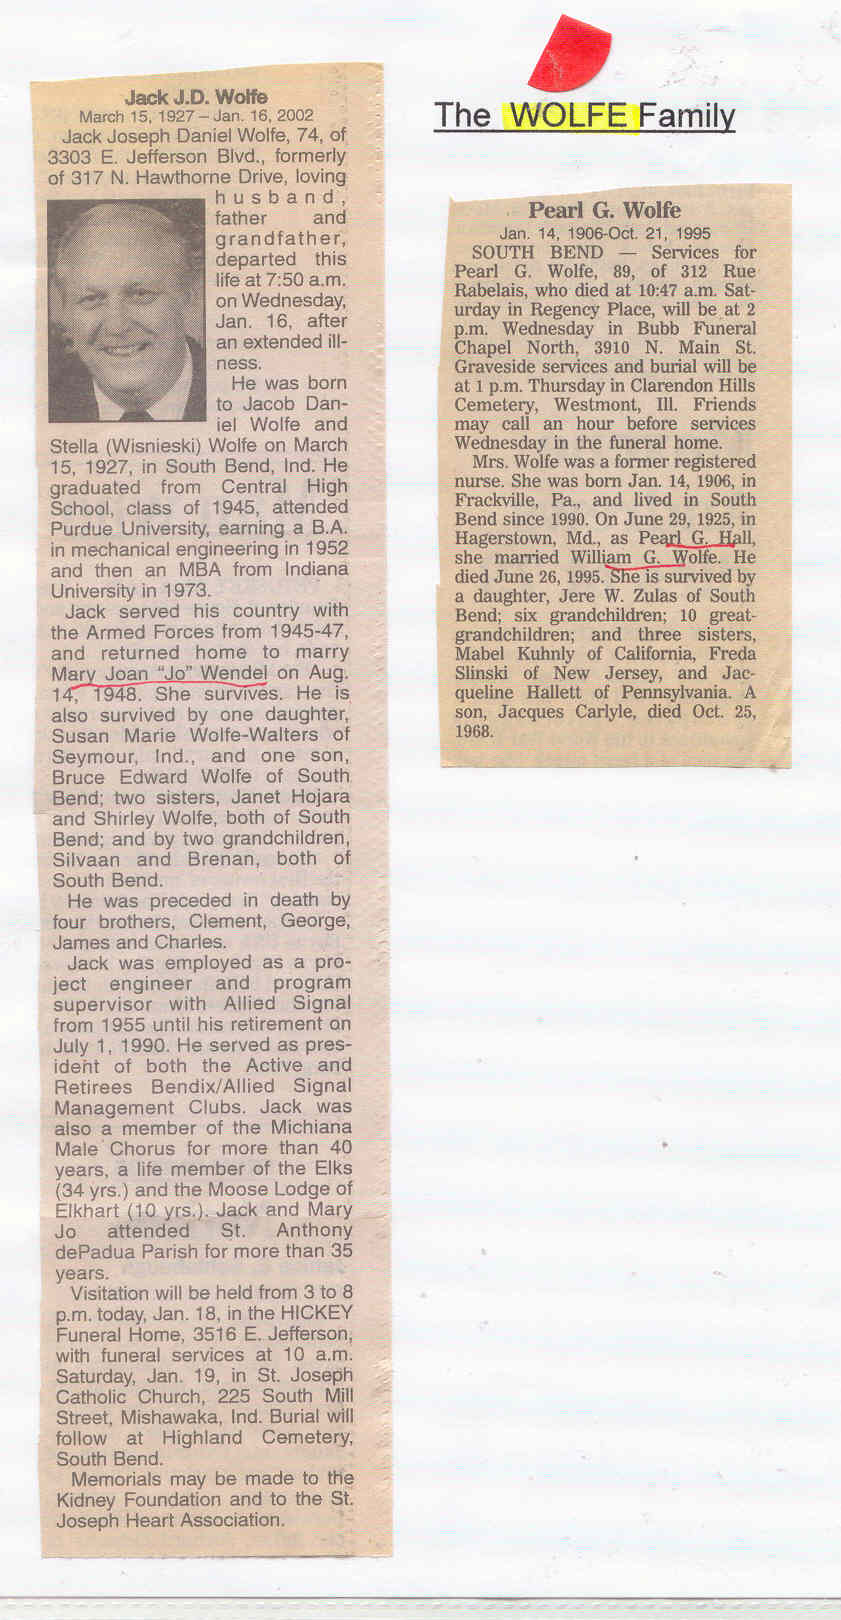 The WOLFE Family
Jack J.D. Wolfe
March 15, 1927 – Jan. 16, 2002
Jack Joseph Daniel Wolfe, 74, of
3303 E. Jefferson Blvd., formerly
of 317 N. Hawthorne Drive, loving
husband,
father and
grandfather,
departed this
life at 7:50 a.m.
on Wednesday,
Jan. 16, after
an extended ill-
ness.
He was born
to Jacob Dan-
iel Wolfe and
Stella (Wisnieski) Wolfe on March
15, 1927, in South Bend, Ind. He
graduated from Central High
School, class of 1945, attended
Purdue University, earning a B.A.
in mechanical engineering in 1952
and then an MBA from Indiana
University in 1973.
Jack served his country with
the Armed Forces from 1945-47,
and returned home to marry
Mary Joan “Jo” Wendel on Aug.
14, 1948. She survives. He is
also survived by one daughter,
Susan Marie Wolfe-Walters of
Seymour, Ind., and one son,
Bruce Edward Wolfe of South
Bend; two sisters, Janet Hojara
and Shirley Wolfe, both of South
Bend; and by two grandchildren,
Silvaan and Brenan, both of
South Bend.
He was preceded in death by
four brothers, Clement, George,
James and Charles.
Jack was employed as a pro-
ject engineer and program
supervisor with Allied Signal
from 1955 until his retirement on
July 1, 1990. He served as pres-
ident of both the Active and
Retirees Bendix/Allied Signal
Management Clubs. Jack was
also a member of the Michiana
Male Chorus for more than 40
years, a life member of the Elks
(34 yrs.) and the Moose Lodge of
Elkhart (10 yrs.). Jack and Mary
Jo attended St. Anthony
dePadua Parish for more than 35
years.
Visitation will be held from 3 to 8
p.m. today, Jan. 18, in the HICKEY
Funeral Home, 3516 E. Jefferson,
with funeral services at 10 a.m.
Saturday, Jan. 19, in St. Joseph
Catholic Church, 225 South Mill
Street, Mishawaka, Ind. Burial will
follow at Highland Cemetery,
South Bend.
Memorials may be made to the
Kidney Foundation and to the St.
Joseph Heart Association.
Pearl G. Wolfe
Jan. 14, 1906-Oct. 21, 1995
SOUTH BEND — Services for
Pearl G. Wolfe, 89, of 312 Rue
Rabelais, who died at 10:47 a.m. Sat-
urday in Regency Place, will be at 2
p.m. Wednesday in Bubb Funeral
Chapel North, 3910 N. Main St.
Graveside services and burial will be
at 1 p.m. Thursday in Clarendon Hills
Cemetery, Westmont, Ill. Friends
may call an hour before services
Wednesday in the funeral home.
Mrs. Wolfe was a former registered
nurse. She was born Jan. 14, 1906, in
Frackville, Pa., and lived in South
Bend since 1990. On June 29, 1925, in
Hagerstown, Md., as Pearl G. Hall,
she married William G. Wolfe. He
died June 26, 1995. She is survived by
a daughter, Jere W. Zulas of South
Bend; six grandchildren; 10 great-
grandchildren; and three sisters,
Mabel Kuhnly of California, Freda
Slinski of New Jersey, and Jac-
queline Hallett of Pennsylvania. A
son, Jacques Carlyle, died Oct. 25,
1968.